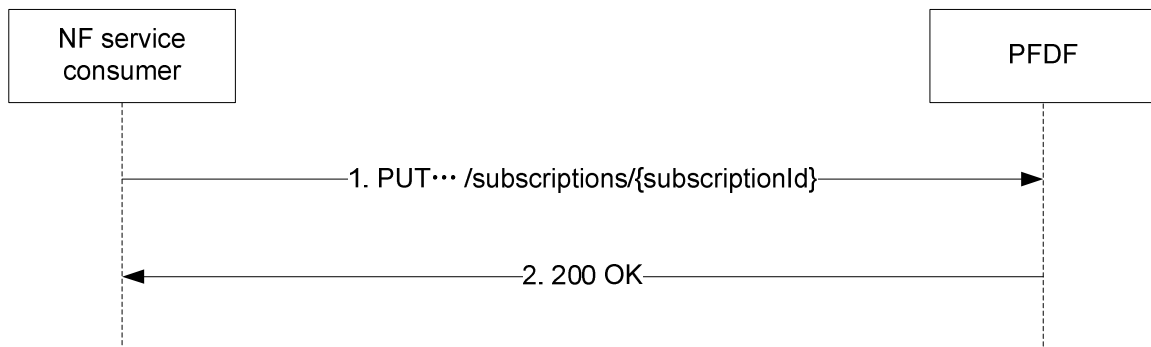 NF service
consumer
PFDF
1. PUT⋯ /subscriptions/{subscriptionId}
2. 200 OK